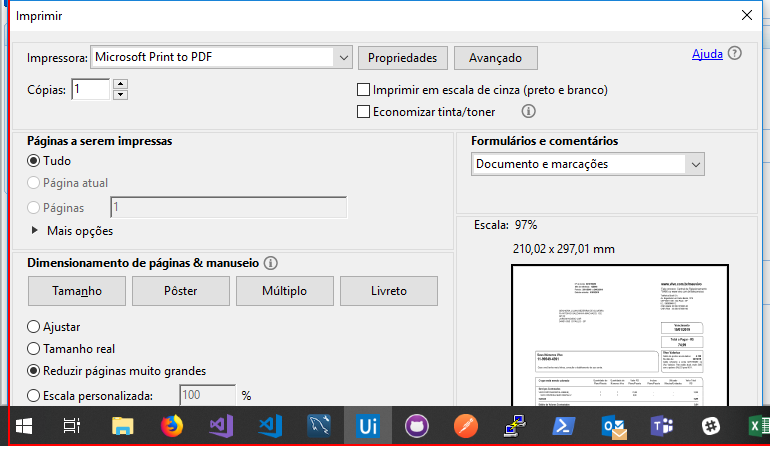 Imprimir
Impressora: Microsoft Print to PDF Propriedades Avançado Ajuda
Cópias: 1 Imprimir em escala de cinza (preto e branco)
Economizar tinta/toner
Páginas a serem impressas
Tudo
Página atual
Páginas 1
Mais opções
Formulários e comentários
Documento e marcações
Escala: 97%
210,02 x 297,01 mm
Dimensionamento de páginas & manuseio
Tamanho Pôster Múltiplo Livreto
Ajustar
Tamanho real
Reduzir páginas muito grandes
Escala personalizada: 100 %
Ui